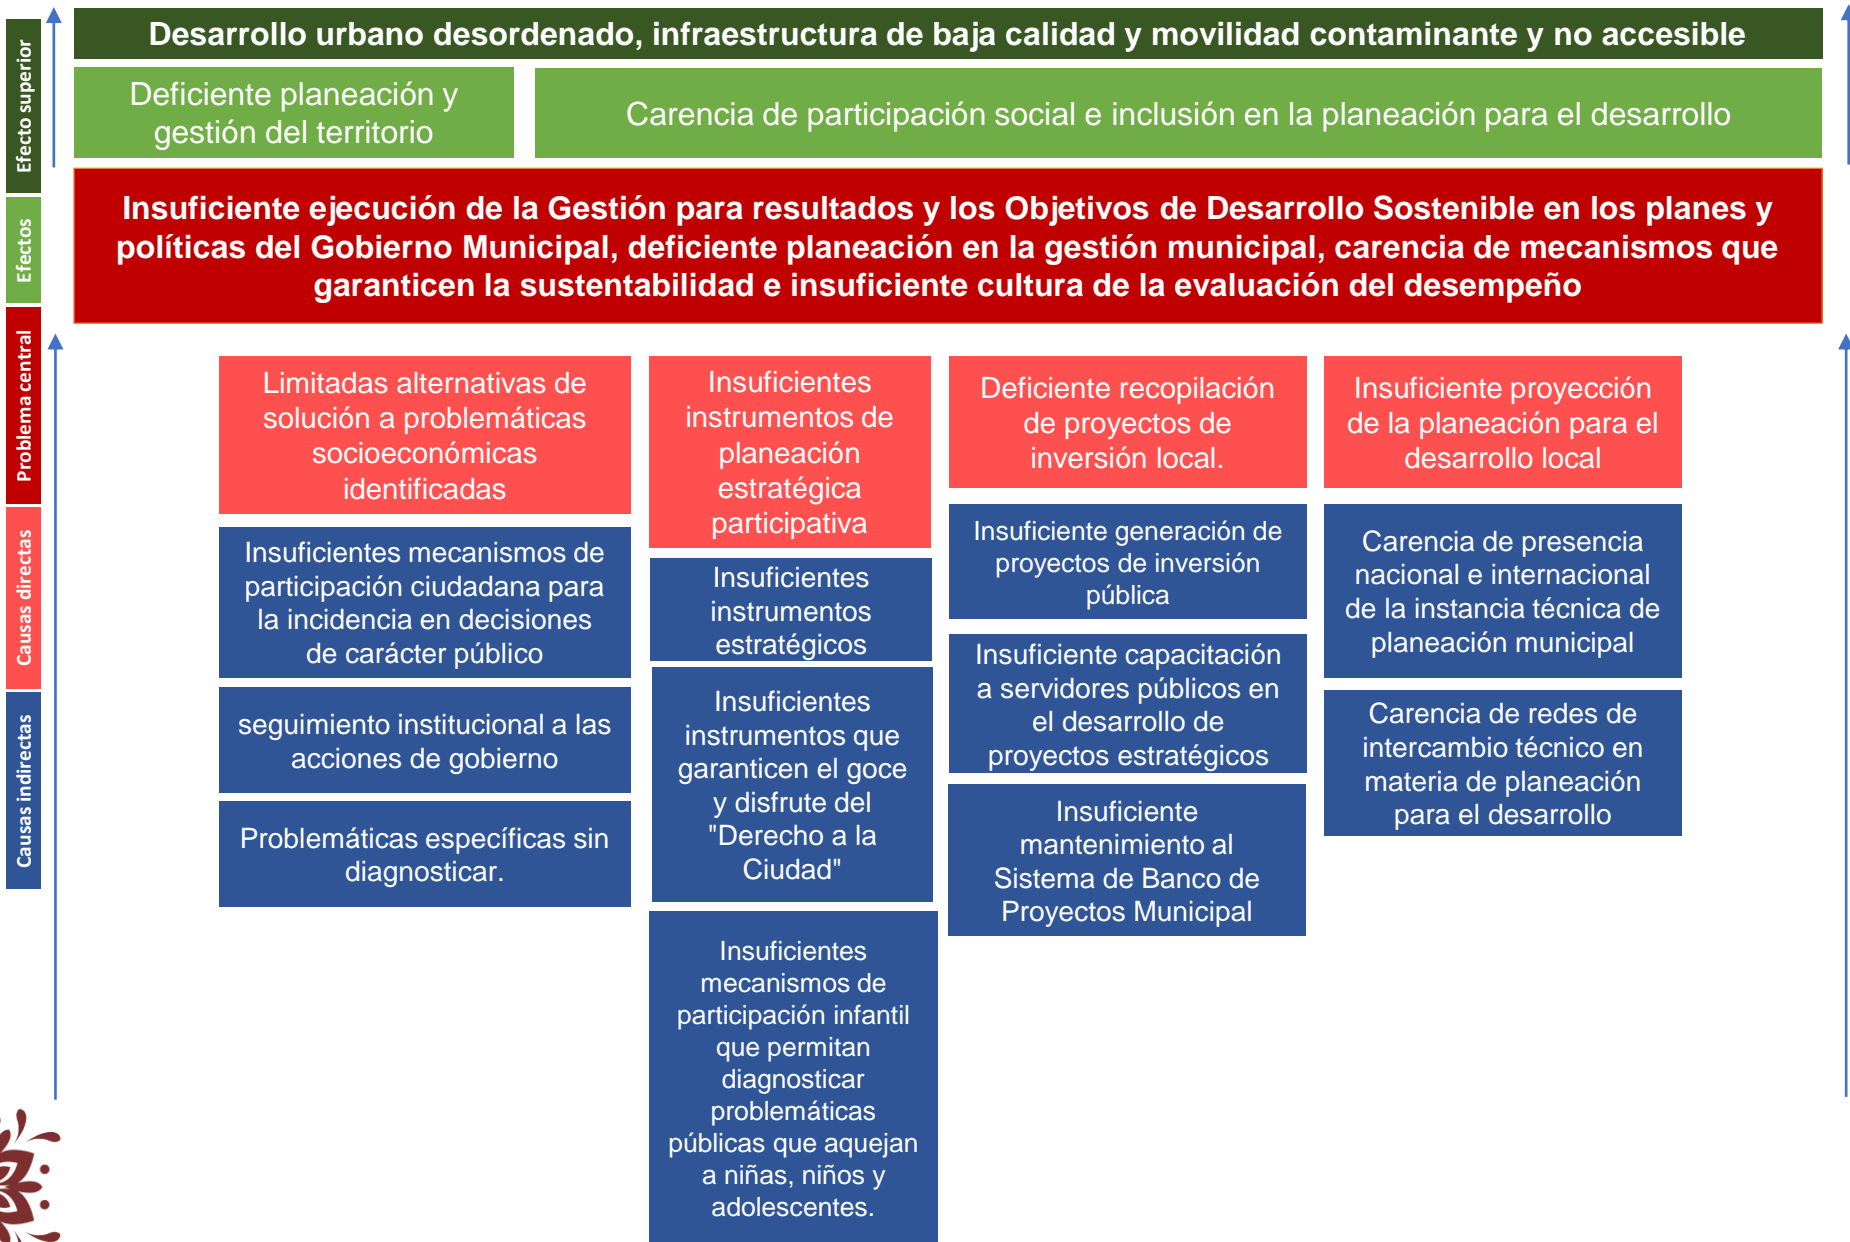 Desarrollo urbano desordenado, infraestructura de baja calidad y movilidad contaminante y no accesible
Deficiente planeación y
gestión del territorio
Carencia de participación social e inclusión en la planeación para el desarrollo
Insuficiente ejecución de la Gestión para resultados y los Objetivos de Desarrollo Sostenible en los planes y
políticas del Gobierno Municipal, deficiente planeación en la gestión municipal, carencia de mecanismos que
garanticen la sustentabilidad e insuficiente cultura de la evaluación del desempeño
Efecto superior
Efectos
Problema central
Causas directas
Causas indirectas
Limitadas alternativas de
solución a problemáticas
socioeconómicas
identificadas
Insuficientes mecanismos de
participación ciudadana para
la incidencia en decisiones
de carácter público
seguimiento institucional a las
acciones de gobierno
Problemáticas específicas sin
diagnosticar.
Insuficientes
instrumentos de
planeación
estratégica
participativa
Insuficientes
instrumentos
estratégicos
Insuficientes
instrumentos que
garanticen el goce
y disfrute del
"Derecho a la
Ciudad"
Insuficientes
mecanismos de
participación infantil
que permitan
diagnosticar
problemáticas
públicas que aquejan
a niñas, niños y
adolescentes.
Deficiente recopilación
de proyectos de
inversión local.
Insuficiente generación de
proyectos de inversión
pública
Insuficiente capacitación
a servidores públicos en
el desarrollo de
proyectos estratégicos
Insuficiente
mantenimiento al
Sistema de Banco de
Proyectos Municipal
Insuficiente proyección
de la planeación para el
desarrollo local
Carencia de presencia
nacional e internacional
de la instancia técnica de
planeación municipal
Carencia de redes de
intercambio técnico en
materia de planeación
para el desarrollo